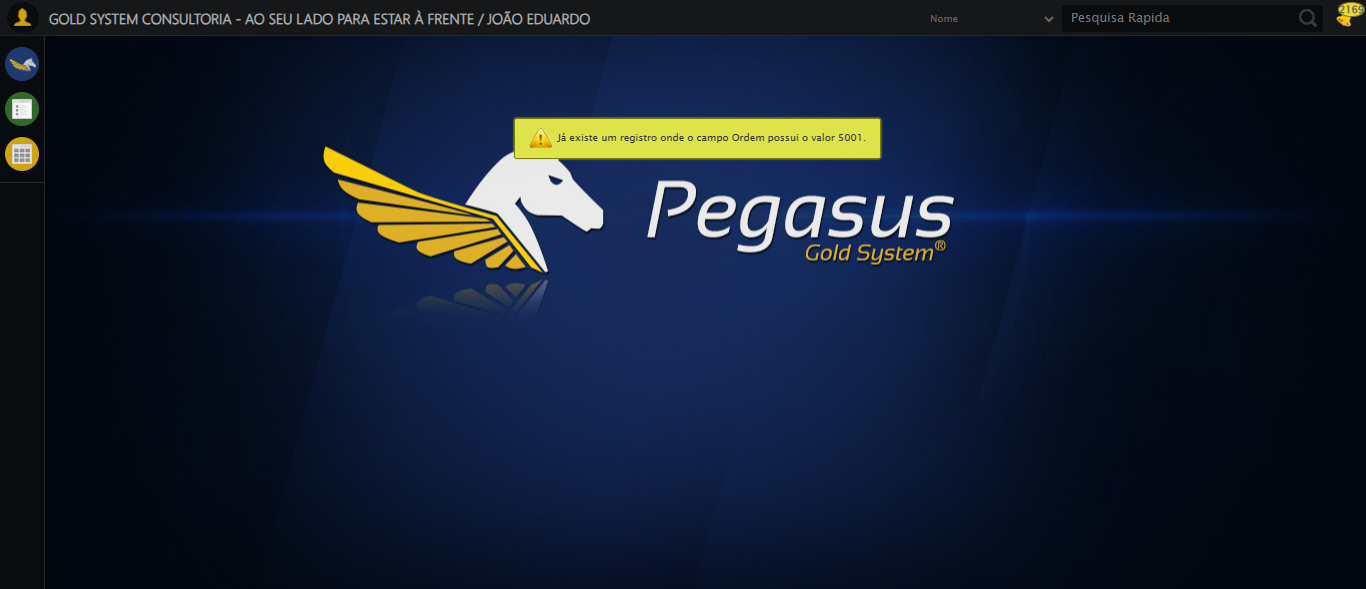 GOLD SYSTEM CONSULTORIA - AO SEU LADO PARA ESTAR À FRENTE / JOÃO EDUARDO
Nome
Pesquisa Rapida
2169
Já existe um registro onde o campo Ordem possui o valor 5001.
Pegasus
Gold System®